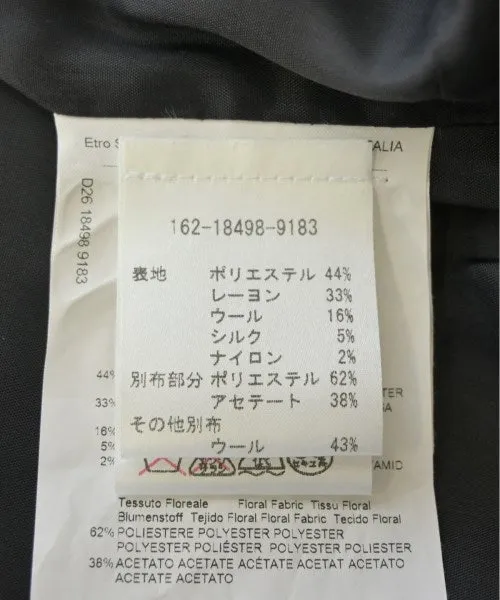 Etro
TALIA
D26 18498 9183
162-18498-9183
表地 ポリエステル 44%
レーヨン 33%
ウール 16%
シルク 5%
ナイロン 2%
別布部分 ポリエステル 62%
アセテート 38%
その他別布
ウール 43%
44%
33%
16%
5%
2%
TER
SA
AMID
Tessuto Floreale Floral Fabric Tissu Floral
Blumenstoff Tejido Floral Floral Fabric Tecido Floral
62% POLIESTERE POLYESTER POLYESTER
POLYESTER POLIÉSTER POLYESTER POLIÉSTER
38% ACETATO ACETATE ACÉTATE ACETAT ACETATO
ACETATE ACETATO